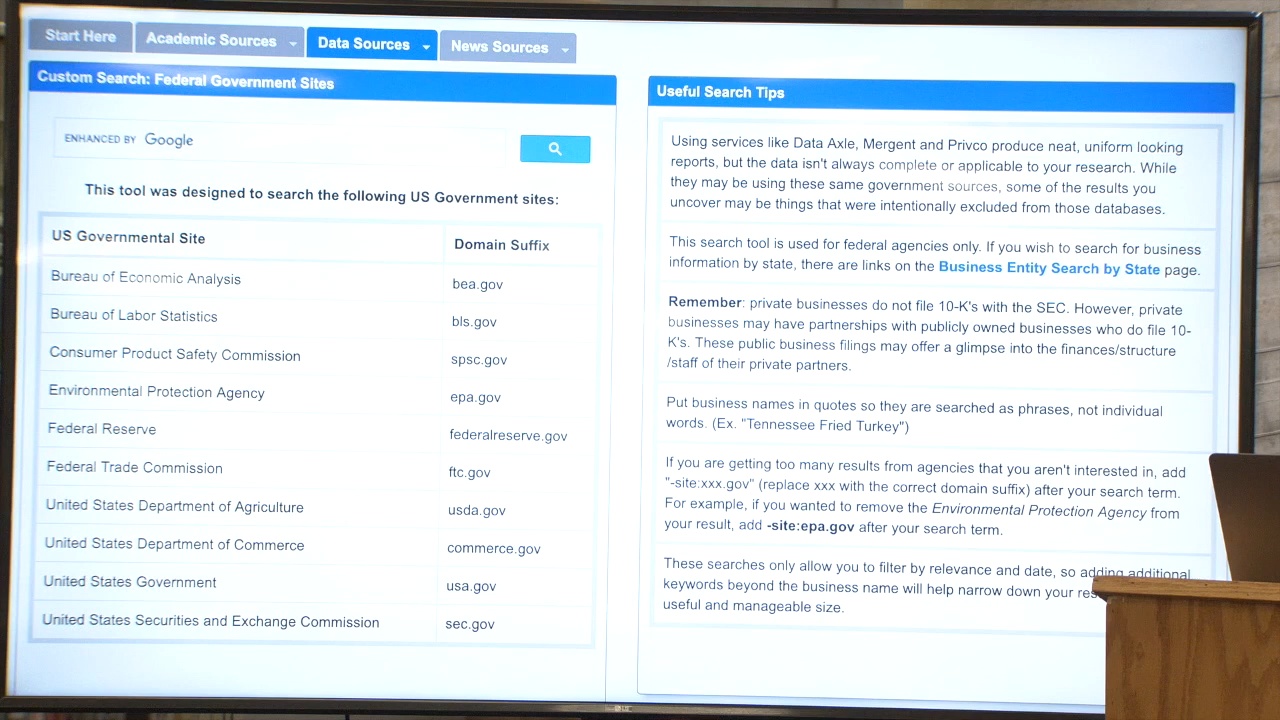 Start Here
Academic Sources
Data Sources
News Sources
Custom Search: Federal Government Sites
ENHANCED BY Google
This tool was designed to search the following US Government sites:
US Governmental Site
Domain Suffix
Bureau of Economic Analysis
bea.gov
Bureau of Labor Statistics
bls.gov
Consumer Product Safety Commission
spsc.gov
Environmental Protection Agency
epa.gov
Federal Reserve
federalreserve.gov
Federal Trade Commission
ftc.gov
United States Department of Agriculture
usda.gov
United States Department of Commerce
commerce.gov
United States Government
usa.gov
United States Securities and Exchange Commission
sec.gov
Useful Search Tips
Using services like Data Axle, Mergent and Privco produce neat, uniform looking
reports, but the data isn't always complete or applicable to your research. While
they may be using these same government sources, some of the results you
uncover may be things that were intentionally excluded from those databases.
This search tool is used for federal agencies only. If you wish to search for business
information by state, there are links on the Business Entity Search by State page.
Remember: private businesses do not file 10-K's with the SEC. However, private
businesses may have partnerships with publicly owned businesses who do file 10-
K's. These public business filings may offer a glimpse into the finances/structure
/staff of their private partners.
Put business names in quotes so they are searched as phrases, not individual
words. (Ex. "Tennessee Fried Turkey")
If you are getting too many results from agencies that you aren't interested in, add
"-site:xxx.gov" (replace xxx with the correct domain suffix) after your search term.
For example, if you wanted to remove the Environmental Protection Agency from
your result, add -site:epa.gov after your search term.
These searches only allow you to filter by relevance and date, so adding additional
keywords beyond the business name will help narrow down your
useful and manageable size.
LG